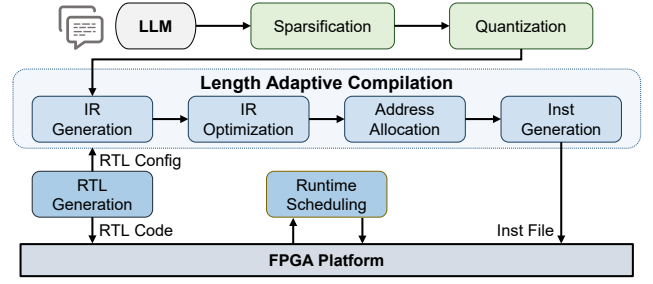 LLM
Sparsification
Quantization
Length Adaptive Compilation
IR
Generation
IR
Optimization
Address
Allocation
Inst
Generation
RTL Config
RTL
Generation
Runtime
Scheduling
RTL Code
Inst File
FPGA Platform